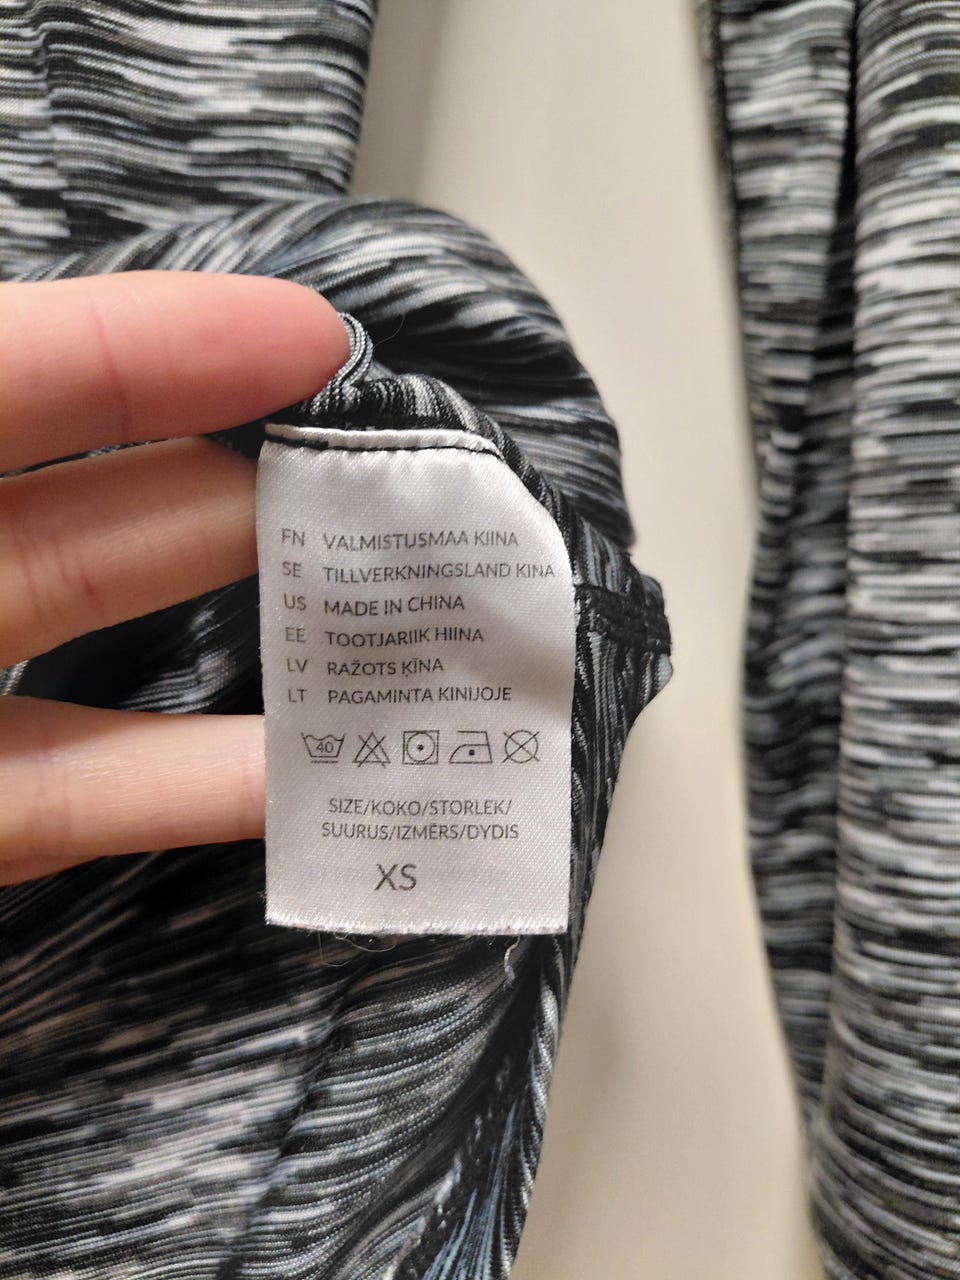 FN VALMISTUSMAA KIINA
SE TILLVERKNINGSLAND KINA
US MADE IN CHINA
EE TOOTJARIIK HIINA
LV RAŽOTS ĶĪNA
LT PAGAMINTA KINIJOJE
40
SIZE/KOKO/STORLEK/
SUURUS/IZMĒRS/DYDIS
XS